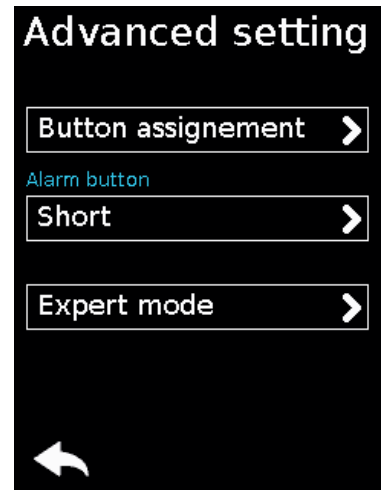 Advanced setting
Button assignement
Alarm button
Short
Expert mode